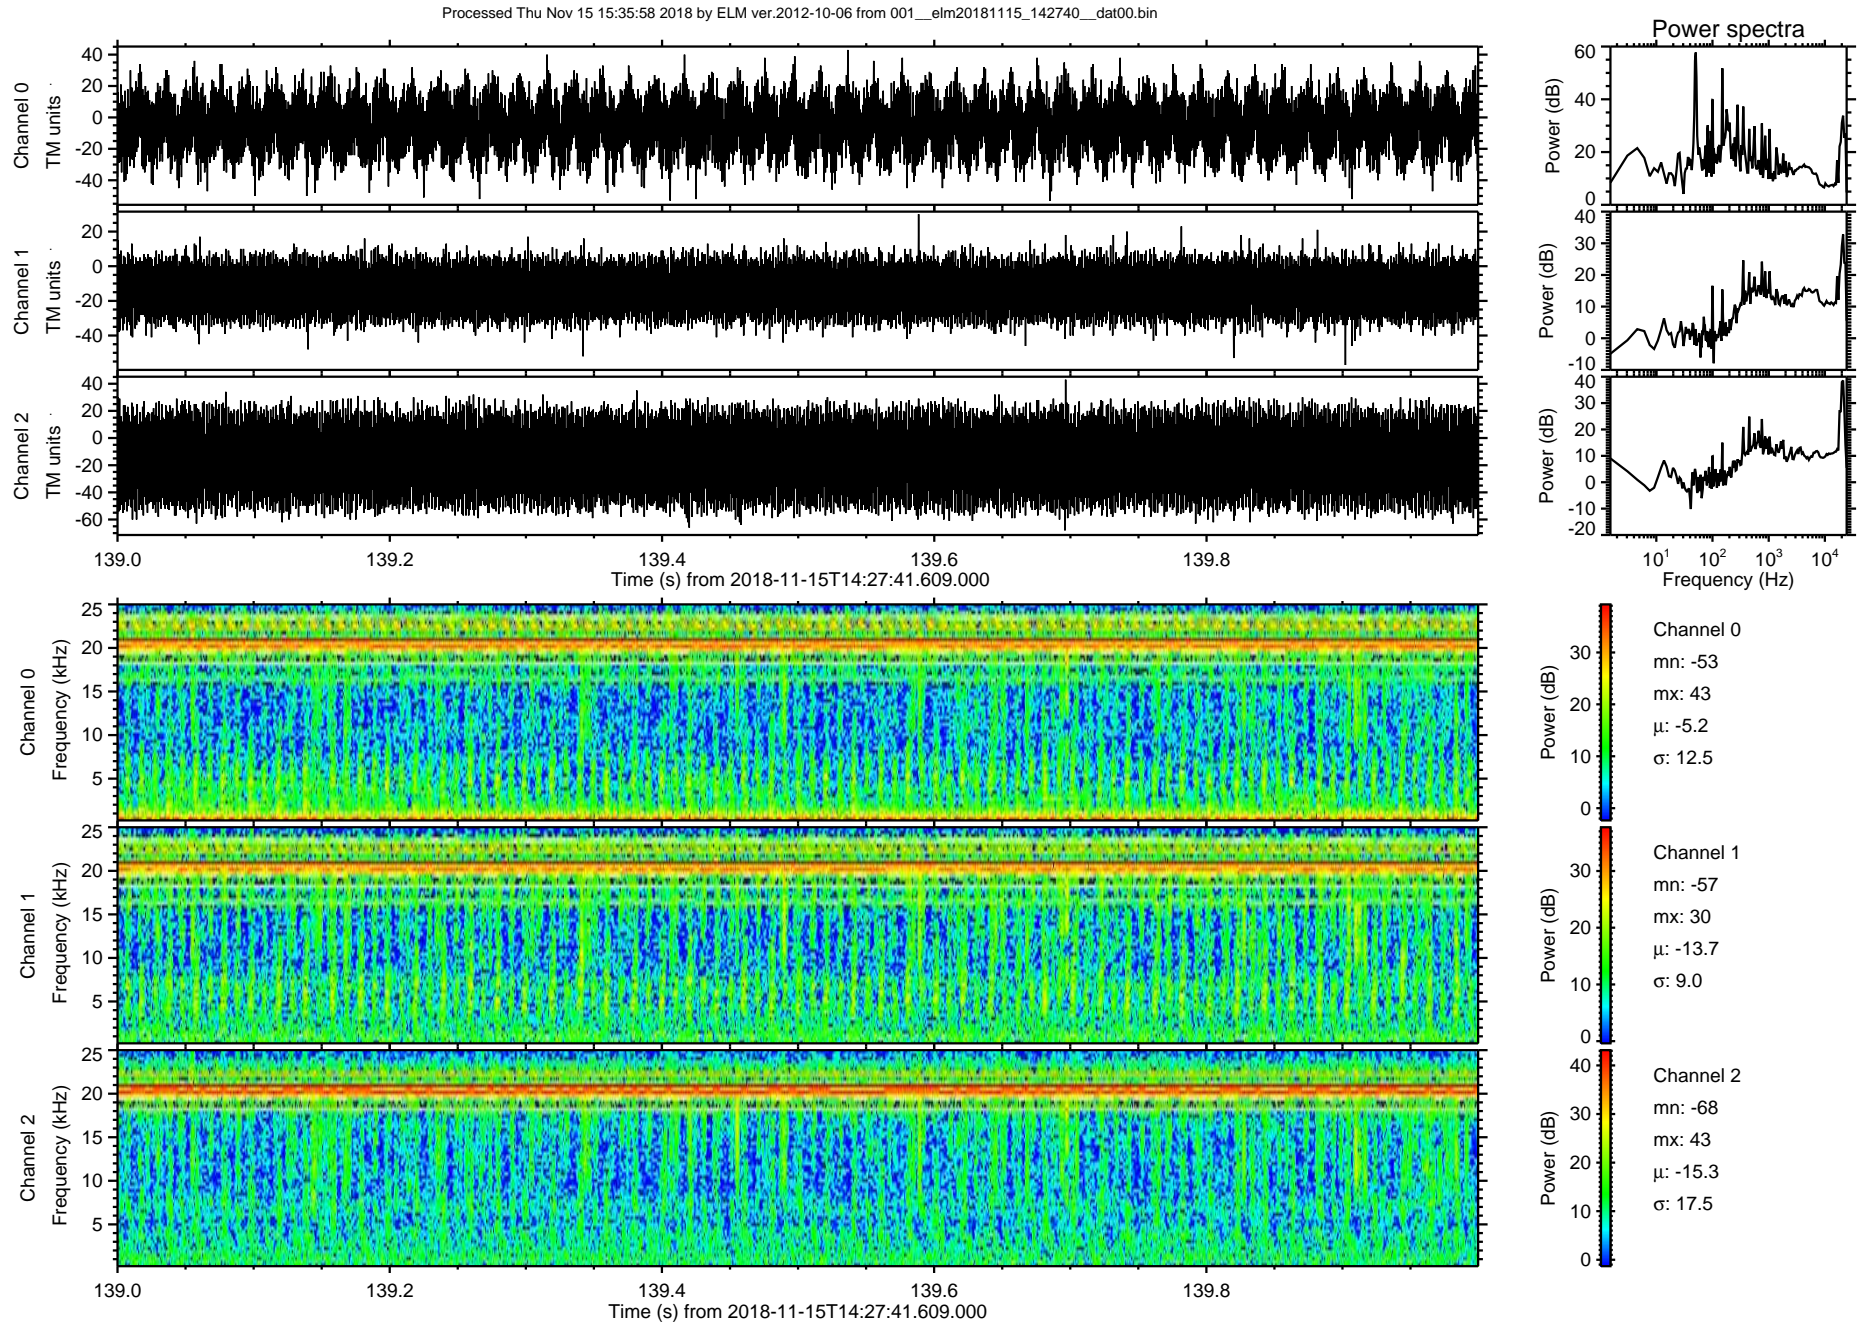 Processed Thu Nov 15 15:35:58 2018 by ELM ver.2012-10-06 from 001__elm20181115_142740__dat00.bin
Power spectra
Channel 0
TM units
40
20
0
-20
-40
Power (dB)
60
40
20
0
Channel 1
TM units
20
0
-20
-40
Power (dB)
40
30
20
10
0
-10
Channel 2
TM units
40
20
0
-20
-40
-60
Power (dB)
40
30
20
10
0
-10
-20
139.0 139.2 139.4 139.6 139.8
Time (s) from 2018-11-15T14:27:41.609.000
10¹ 10² 10³ 10⁴
Frequency (Hz)
Channel 0
Frequency (kHz)
25
20
15
10
5
Power (dB)
30
20
10
0
Channel 0
mn: -53
mx: 43
μ: -5.2
σ: 12.5
Channel 1
Frequency (kHz)
25
20
15
10
5
Power (dB)
30
20
10
0
Channel 1
mn: -57
mx: 30
μ: -13.7
σ: 9.0
Channel 2
Frequency (kHz)
25
20
15
10
5
Power (dB)
40
30
20
10
0
Channel 2
mn: -68
mx: 43
μ: -15.3
σ: 17.5
139.0 139.2 139.4 139.6 139.8
Time (s) from 2018-11-15T14:27:41.609.000